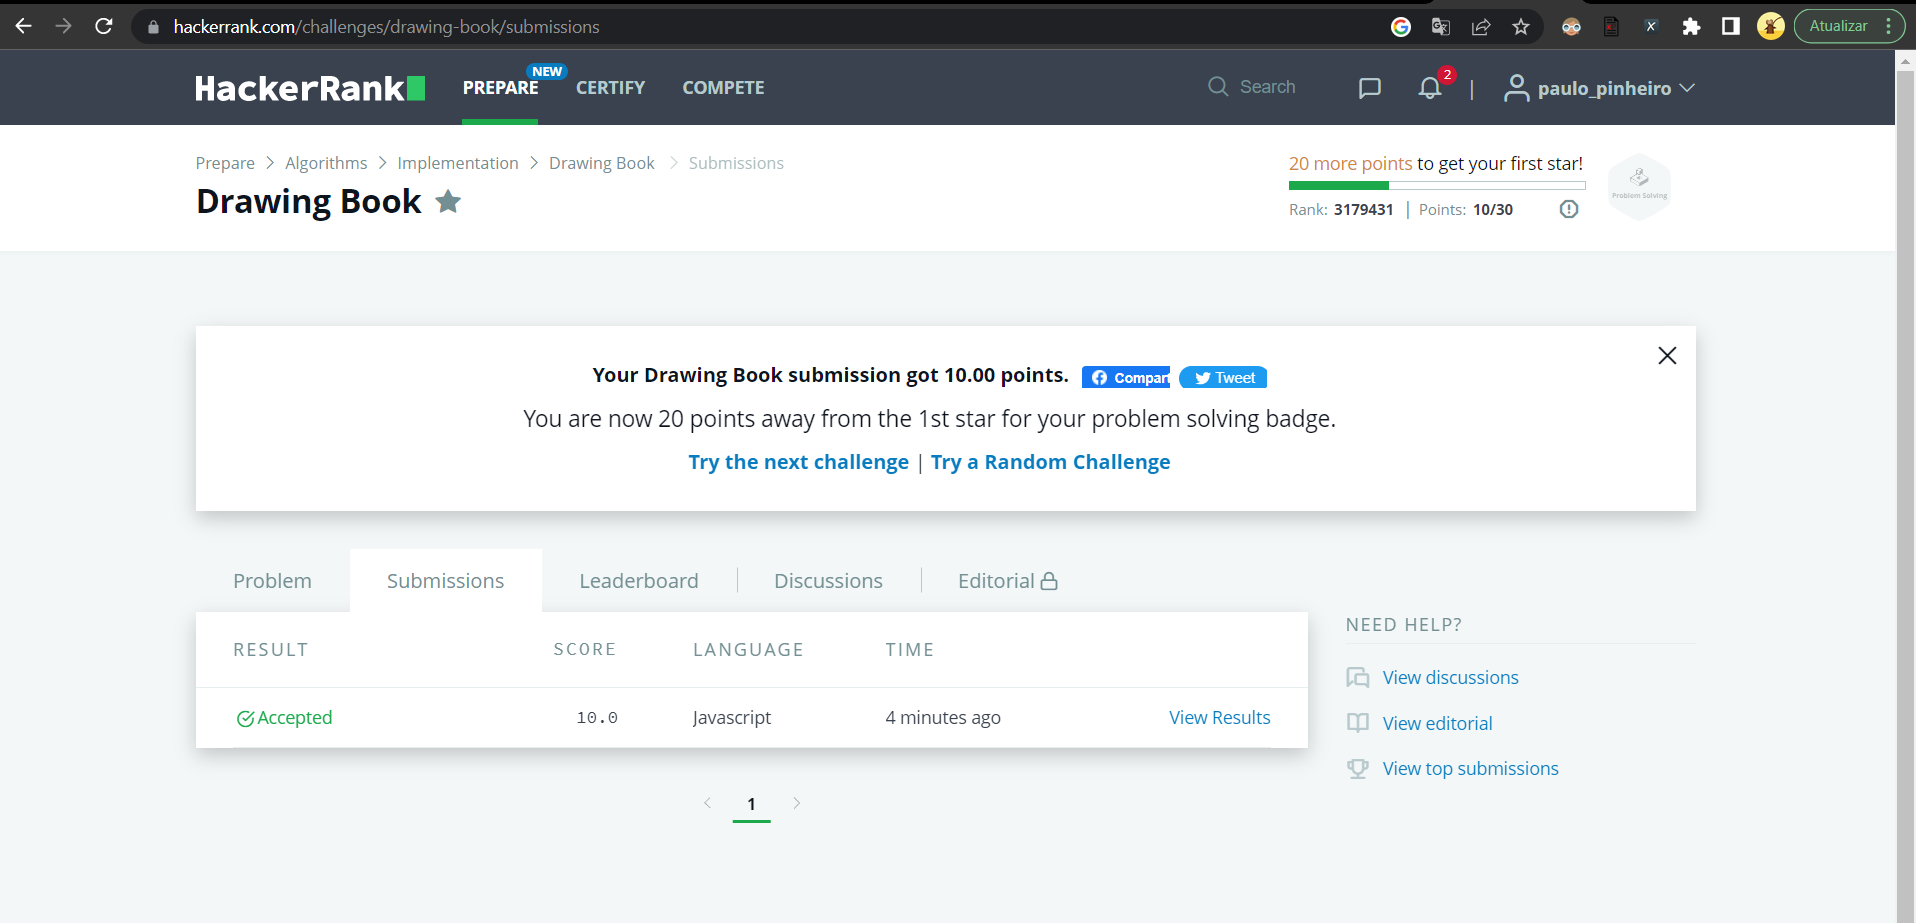 hackerrank.com/challenges/drawing-book/submissions
Atualizar
HackerRank
PREPARE
NEW
CERTIFY
COMPETE
Search
2
|
paulo_pinheiro
Prepare > Algorithms > Implementation > Drawing Book > Submissions
Drawing Book
20 more points to get your first star!
Rank: 3179431 | Points: 10/30
Problem Solving
Your Drawing Book submission got 10.00 points.
Compart
Tweet
You are now 20 points away from the 1st star for your problem solving badge.
Try the next challenge | Try a Random Challenge
Problem
Submissions
Leaderboard
Discussions
Editorial
RESULT SCORE LANGUAGE TIME
Accepted 10.0 Javascript 4 minutes ago View Results
1
NEED HELP?
View discussions
View editorial
View top submissions